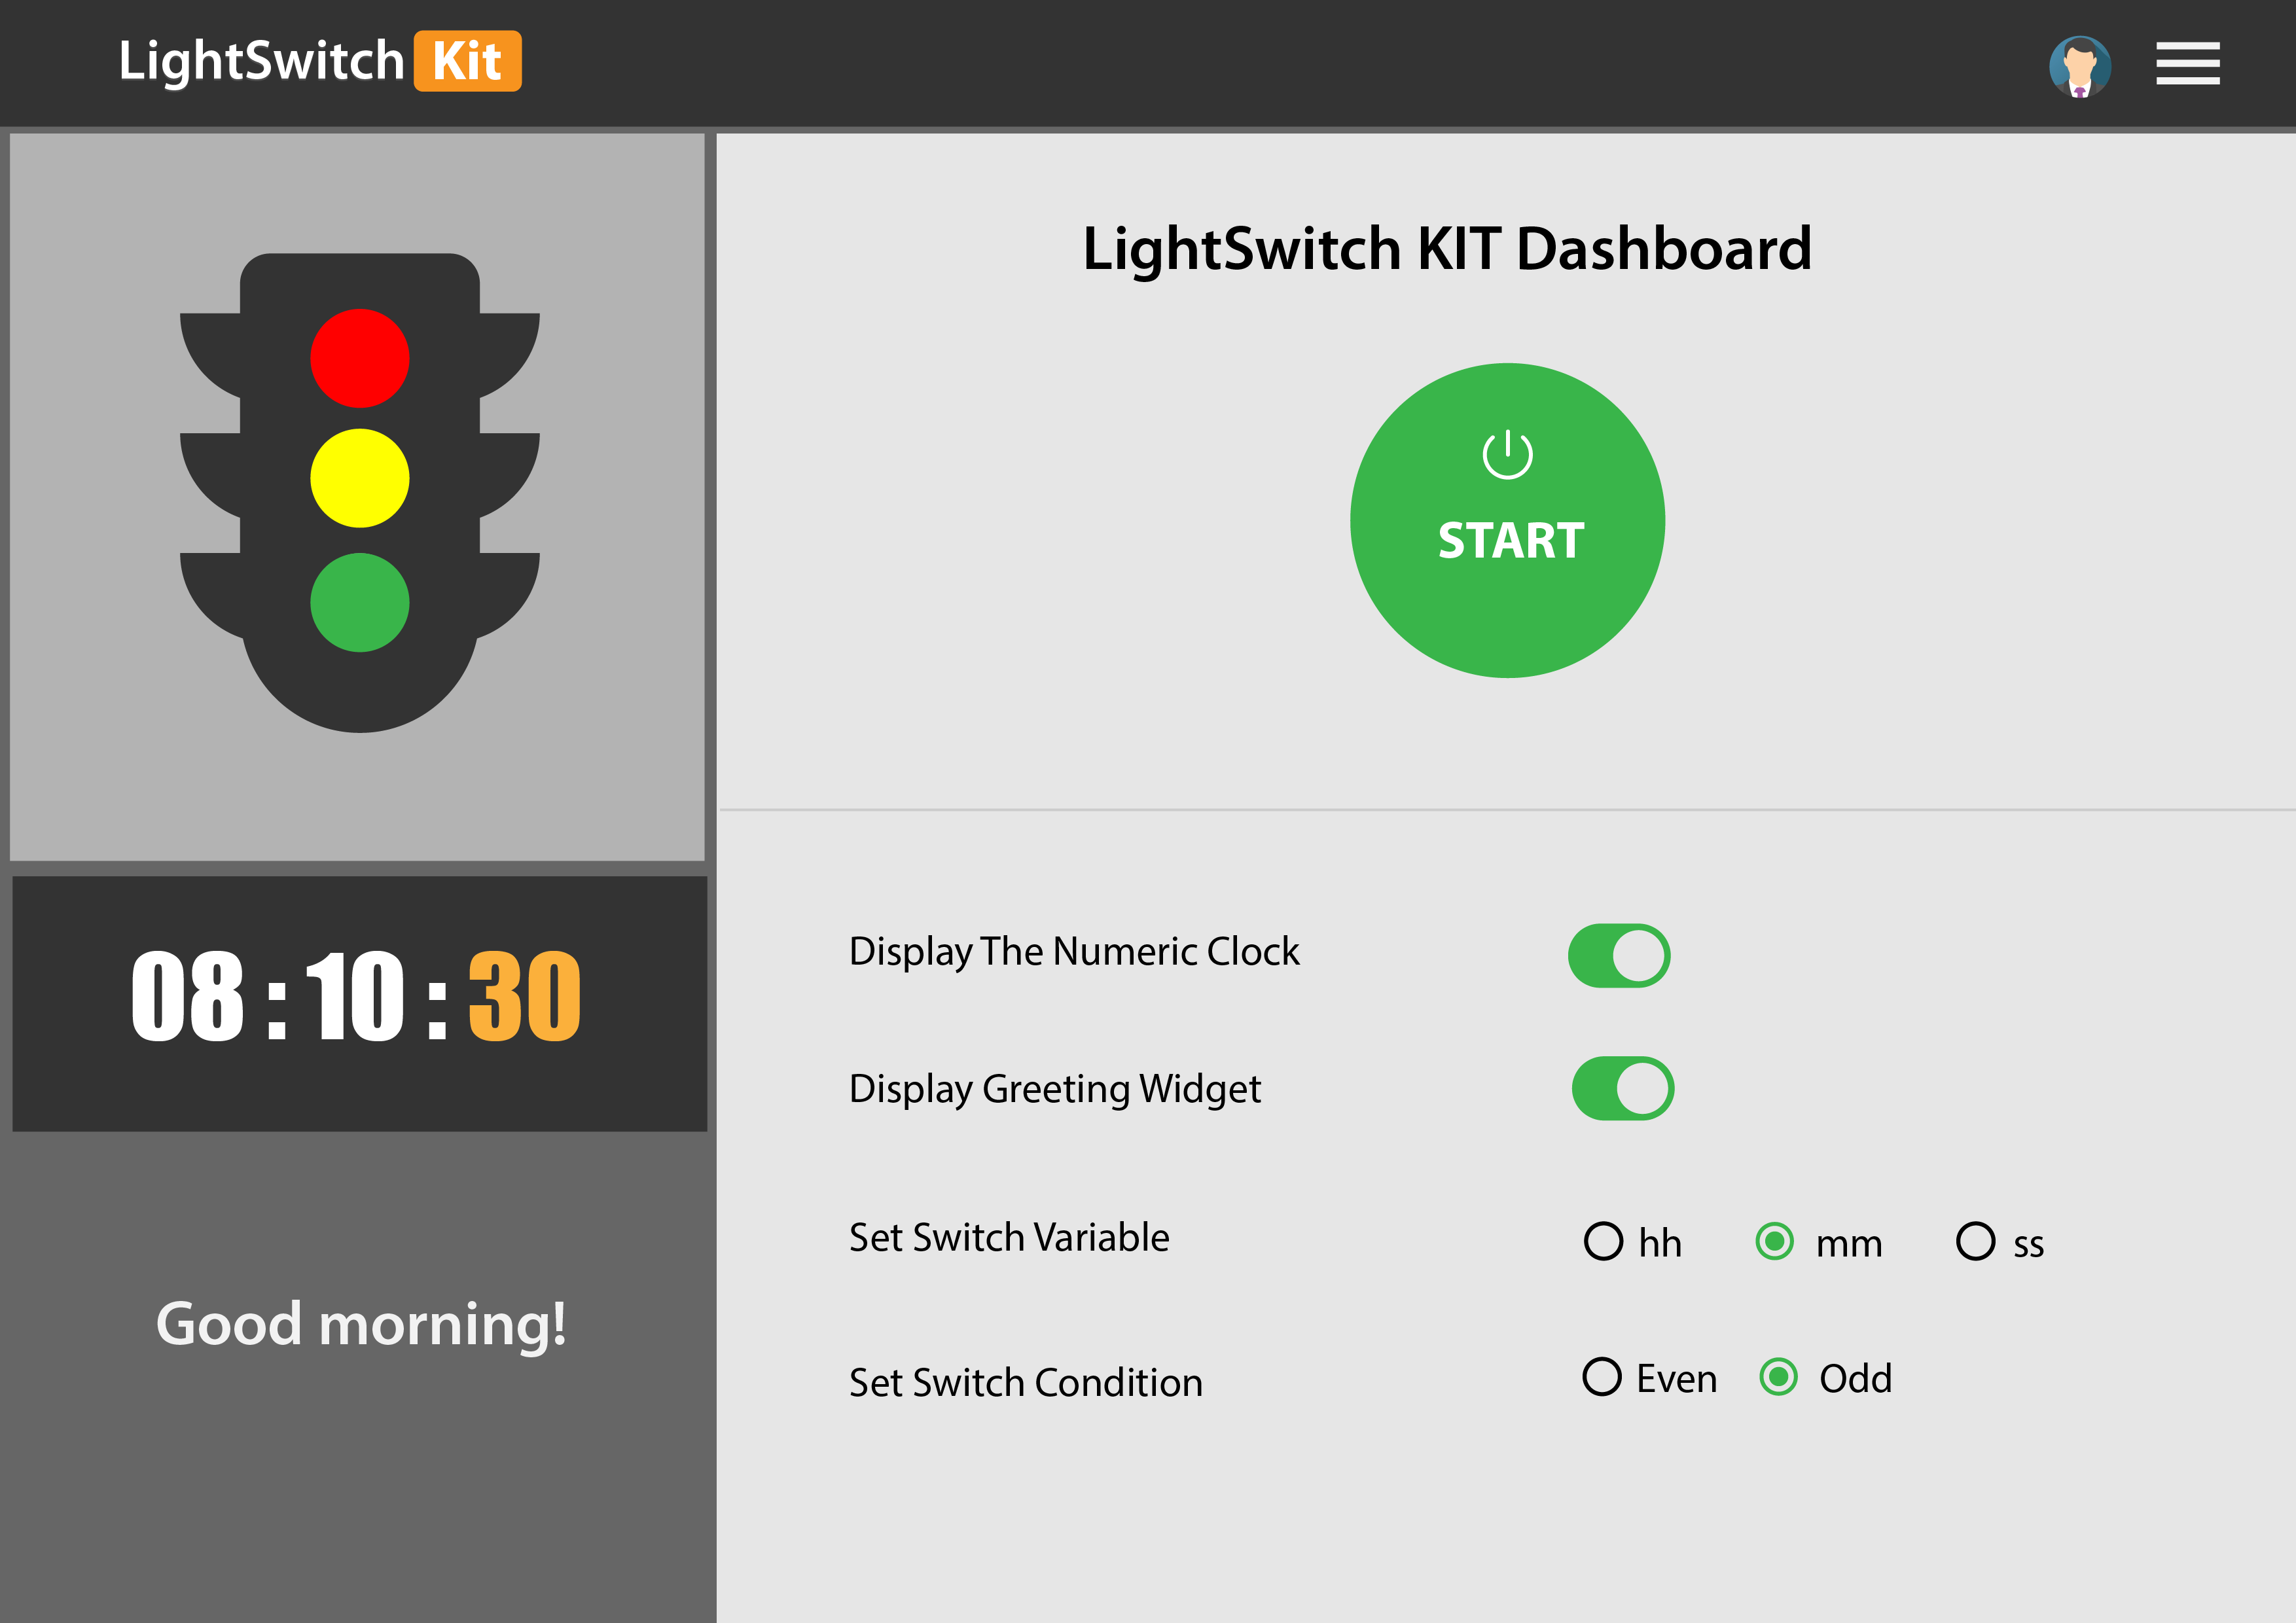 LightSwitch Kit
LightSwitch KIT Dashboard
START
08 : 10 : 30
Good morning!
Display The Numeric Clock
Display Greeting Widget
Set Switch Variable
hh mm ss
Set Switch Condition
Even Odd